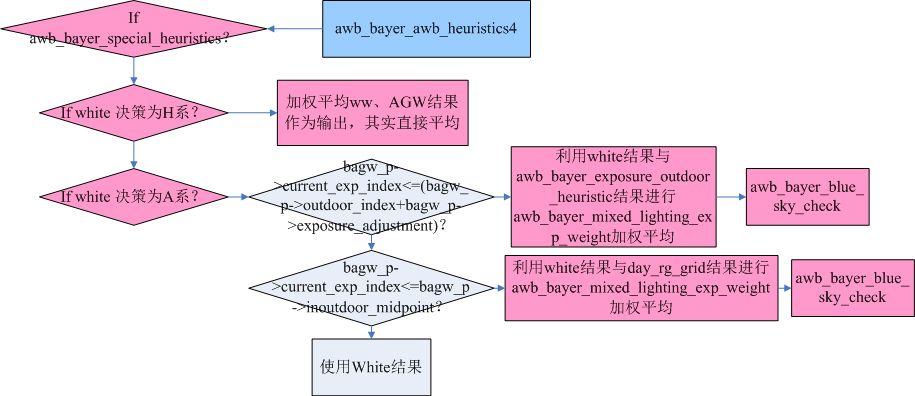 If
awb_bayer_special_heuristics?
awb_bayer_awb_heuristics4
If white 决策为H系?
加权平均ww、AGW结果
作为输出，其实直接平均
If white 决策为A系?
bagw_p-
>current_exp_index<=(bagw_
p->outdoor_index+bagw_p-
>exposure_adjustment)?
利用white结果与
awb_bayer_exposure_outdoor
_heuristic结果进行
awb_bayer_mixed_lighting_ex
p_weight加权平均
awb_bayer_blue_
sky_check
bagw_p-
>current_exp_index<=bagw_p
->inoutdoor_midpoint?
利用white结果与day_rg_grid结果进行
awb_bayer_mixed_lighting_exp_weight
加权平均
awb_bayer_blue_
sky_check
使用White结果